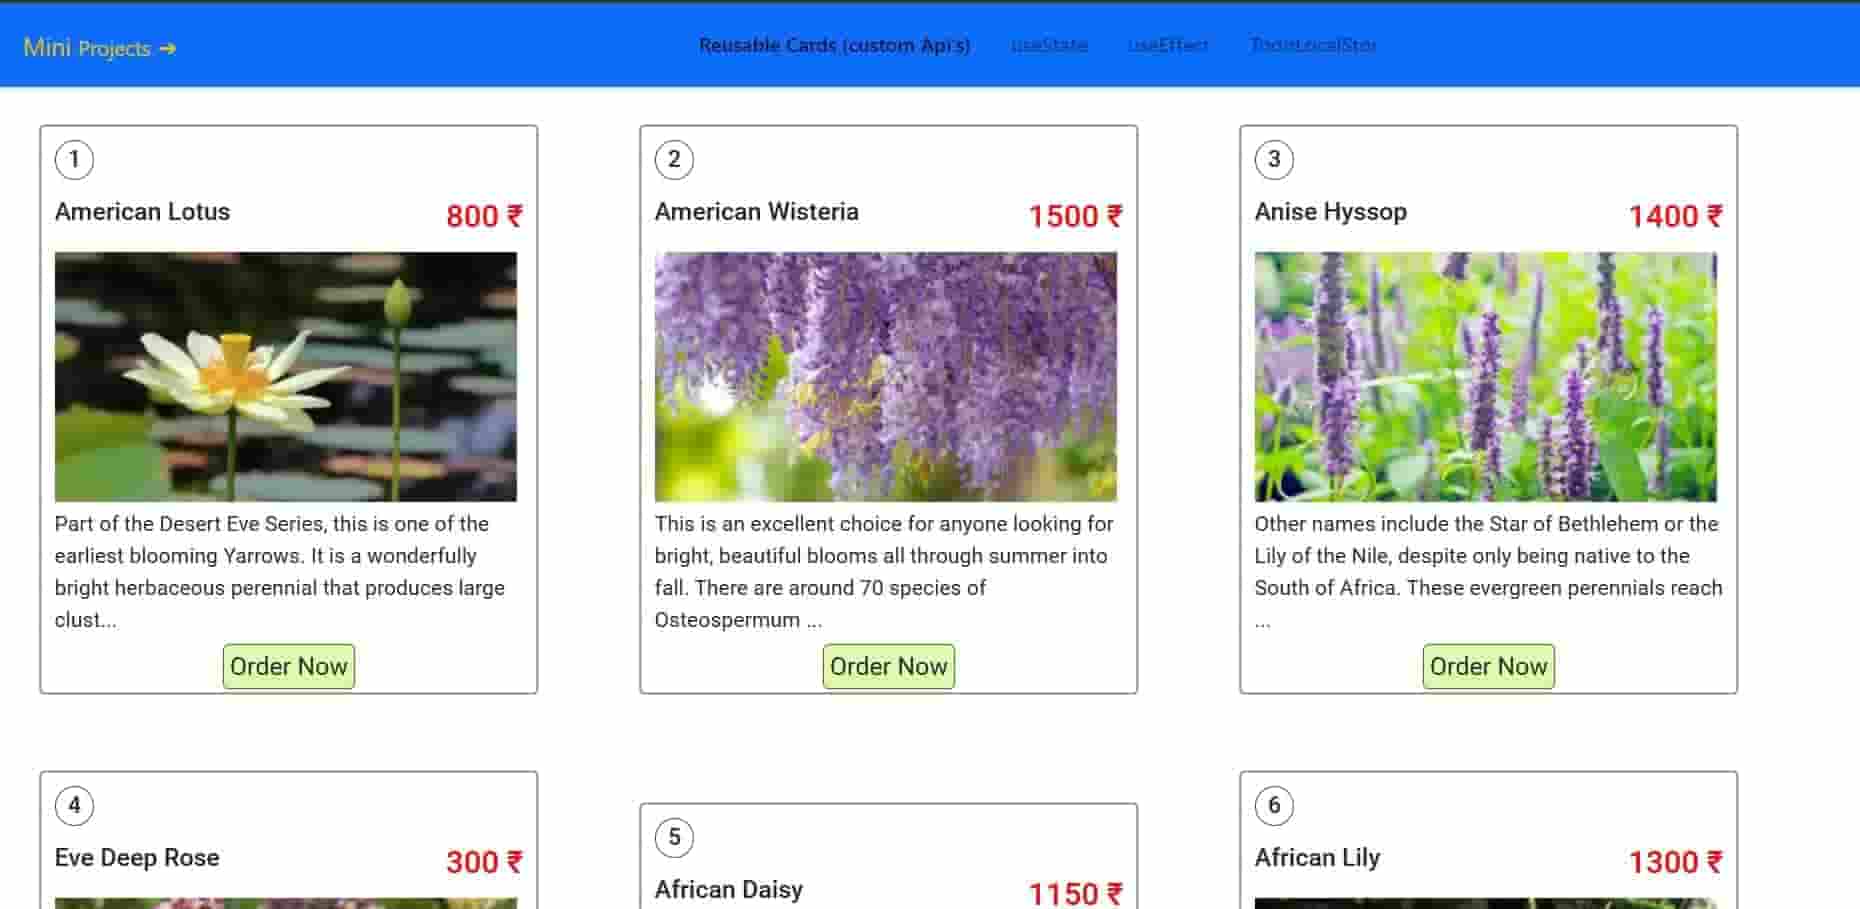 Mini Projects ➔
Reusable Cards (custom Api's) useState useEffect TodoLocalStor
1
American Lotus 800 ₹
Part of the Desert Eve Series, this is one of the
earliest blooming Yarrows. It is a wonderfully
bright herbaceous perennial that produces large
clust...
Order Now
2
American Wisteria 1500 ₹
This is an excellent choice for anyone looking for
bright, beautiful blooms all through summer into
fall. There are around 70 species of
Osteospermum ...
Order Now
3
Anise Hyssop 1400 ₹
Other names include the Star of Bethlehem or the
Lily of the Nile, despite only being native to the
South of Africa. These evergreen perennials reach
...
Order Now
4
Eve Deep Rose 300 ₹
5
African Daisy 1150 ₹
6
African Lily 1300 ₹